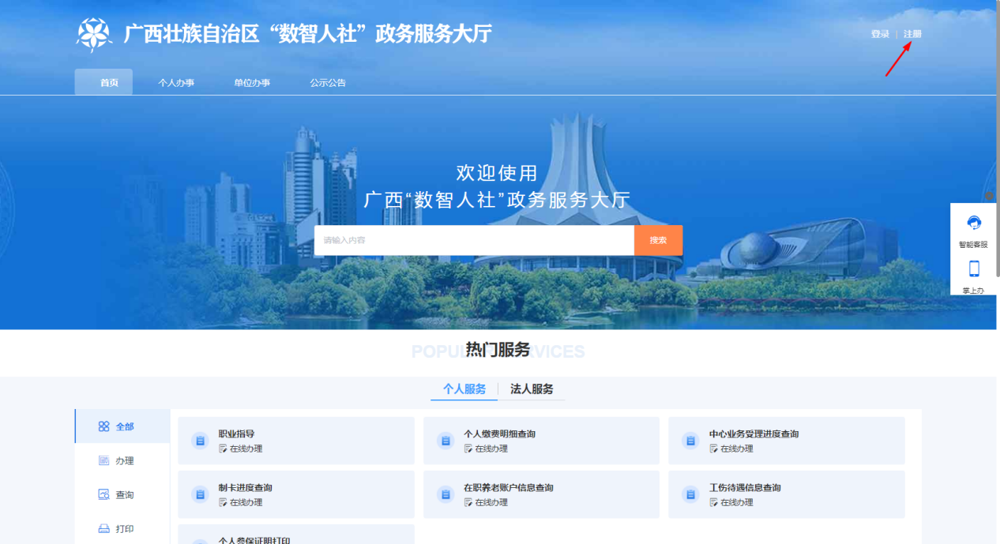 广西壮族自治区“数智人社”政务服务大厅
登录 | 注册
首页 个人办事 单位办事 公示公告
欢迎使用
广西“数智人社”政务服务大厅
请输入内容 搜索
智能客服
掌上办
热门服务
个人服务 法人服务
全部
办理
查询
打印
职业指导
在线办理
个人缴费明细查询
在线办理
中心业务受理进度查询
在线办理
制卡进度查询
在线办理
在职养老账户信息查询
在线办理
工伤待遇信息查询
在线办理
个人参保证明打印